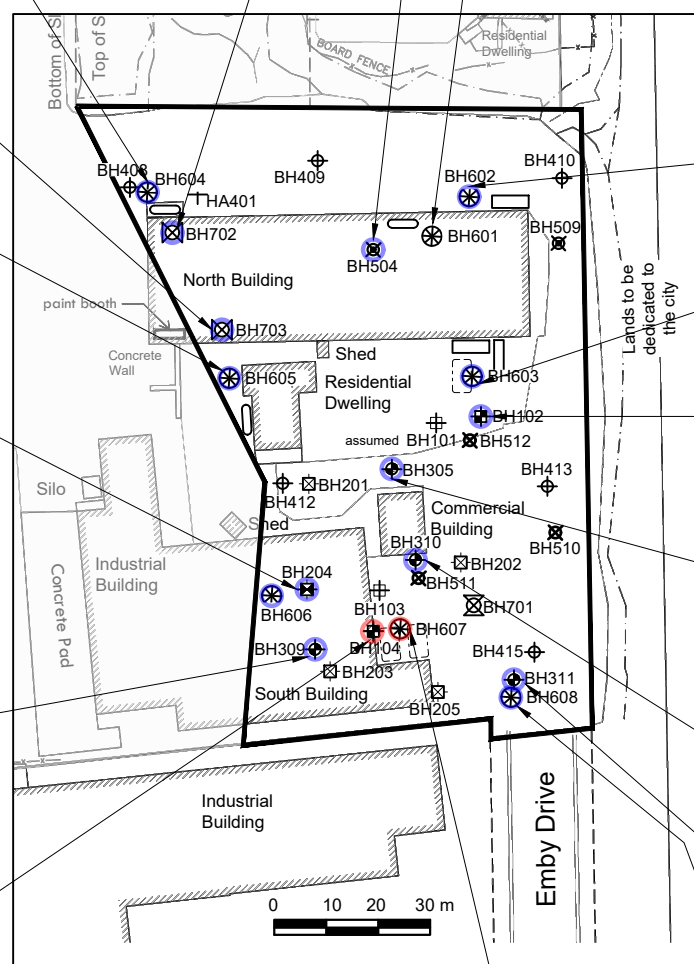 Bottom of Sl
Top of S
BOARD FENCE
Residential
Dwelling
BH408
BH604
HA401
BH409
BH602
BH410
BH702
BH504
BH601
BH509
North Building
Lands to be
dedicated to
the city
paint booth
BH703
Concrete
Wall
Shed
BH605
Residential
Dwelling
BH603
BH102
assumed
BH101
BH512
BH305
BH413
BH201
BH412
Silo
Shed
Commercial
Building
BH310
BH510
Industrial
Building
BH204
BH202
BH511
Concrete Pad
BH606
BH103
BH701
BH607
BH309
BH104
BH415
BH203
BH311
South Building
BH608
BH205
Industrial
Building
Emby Drive
0 10 20 30 m